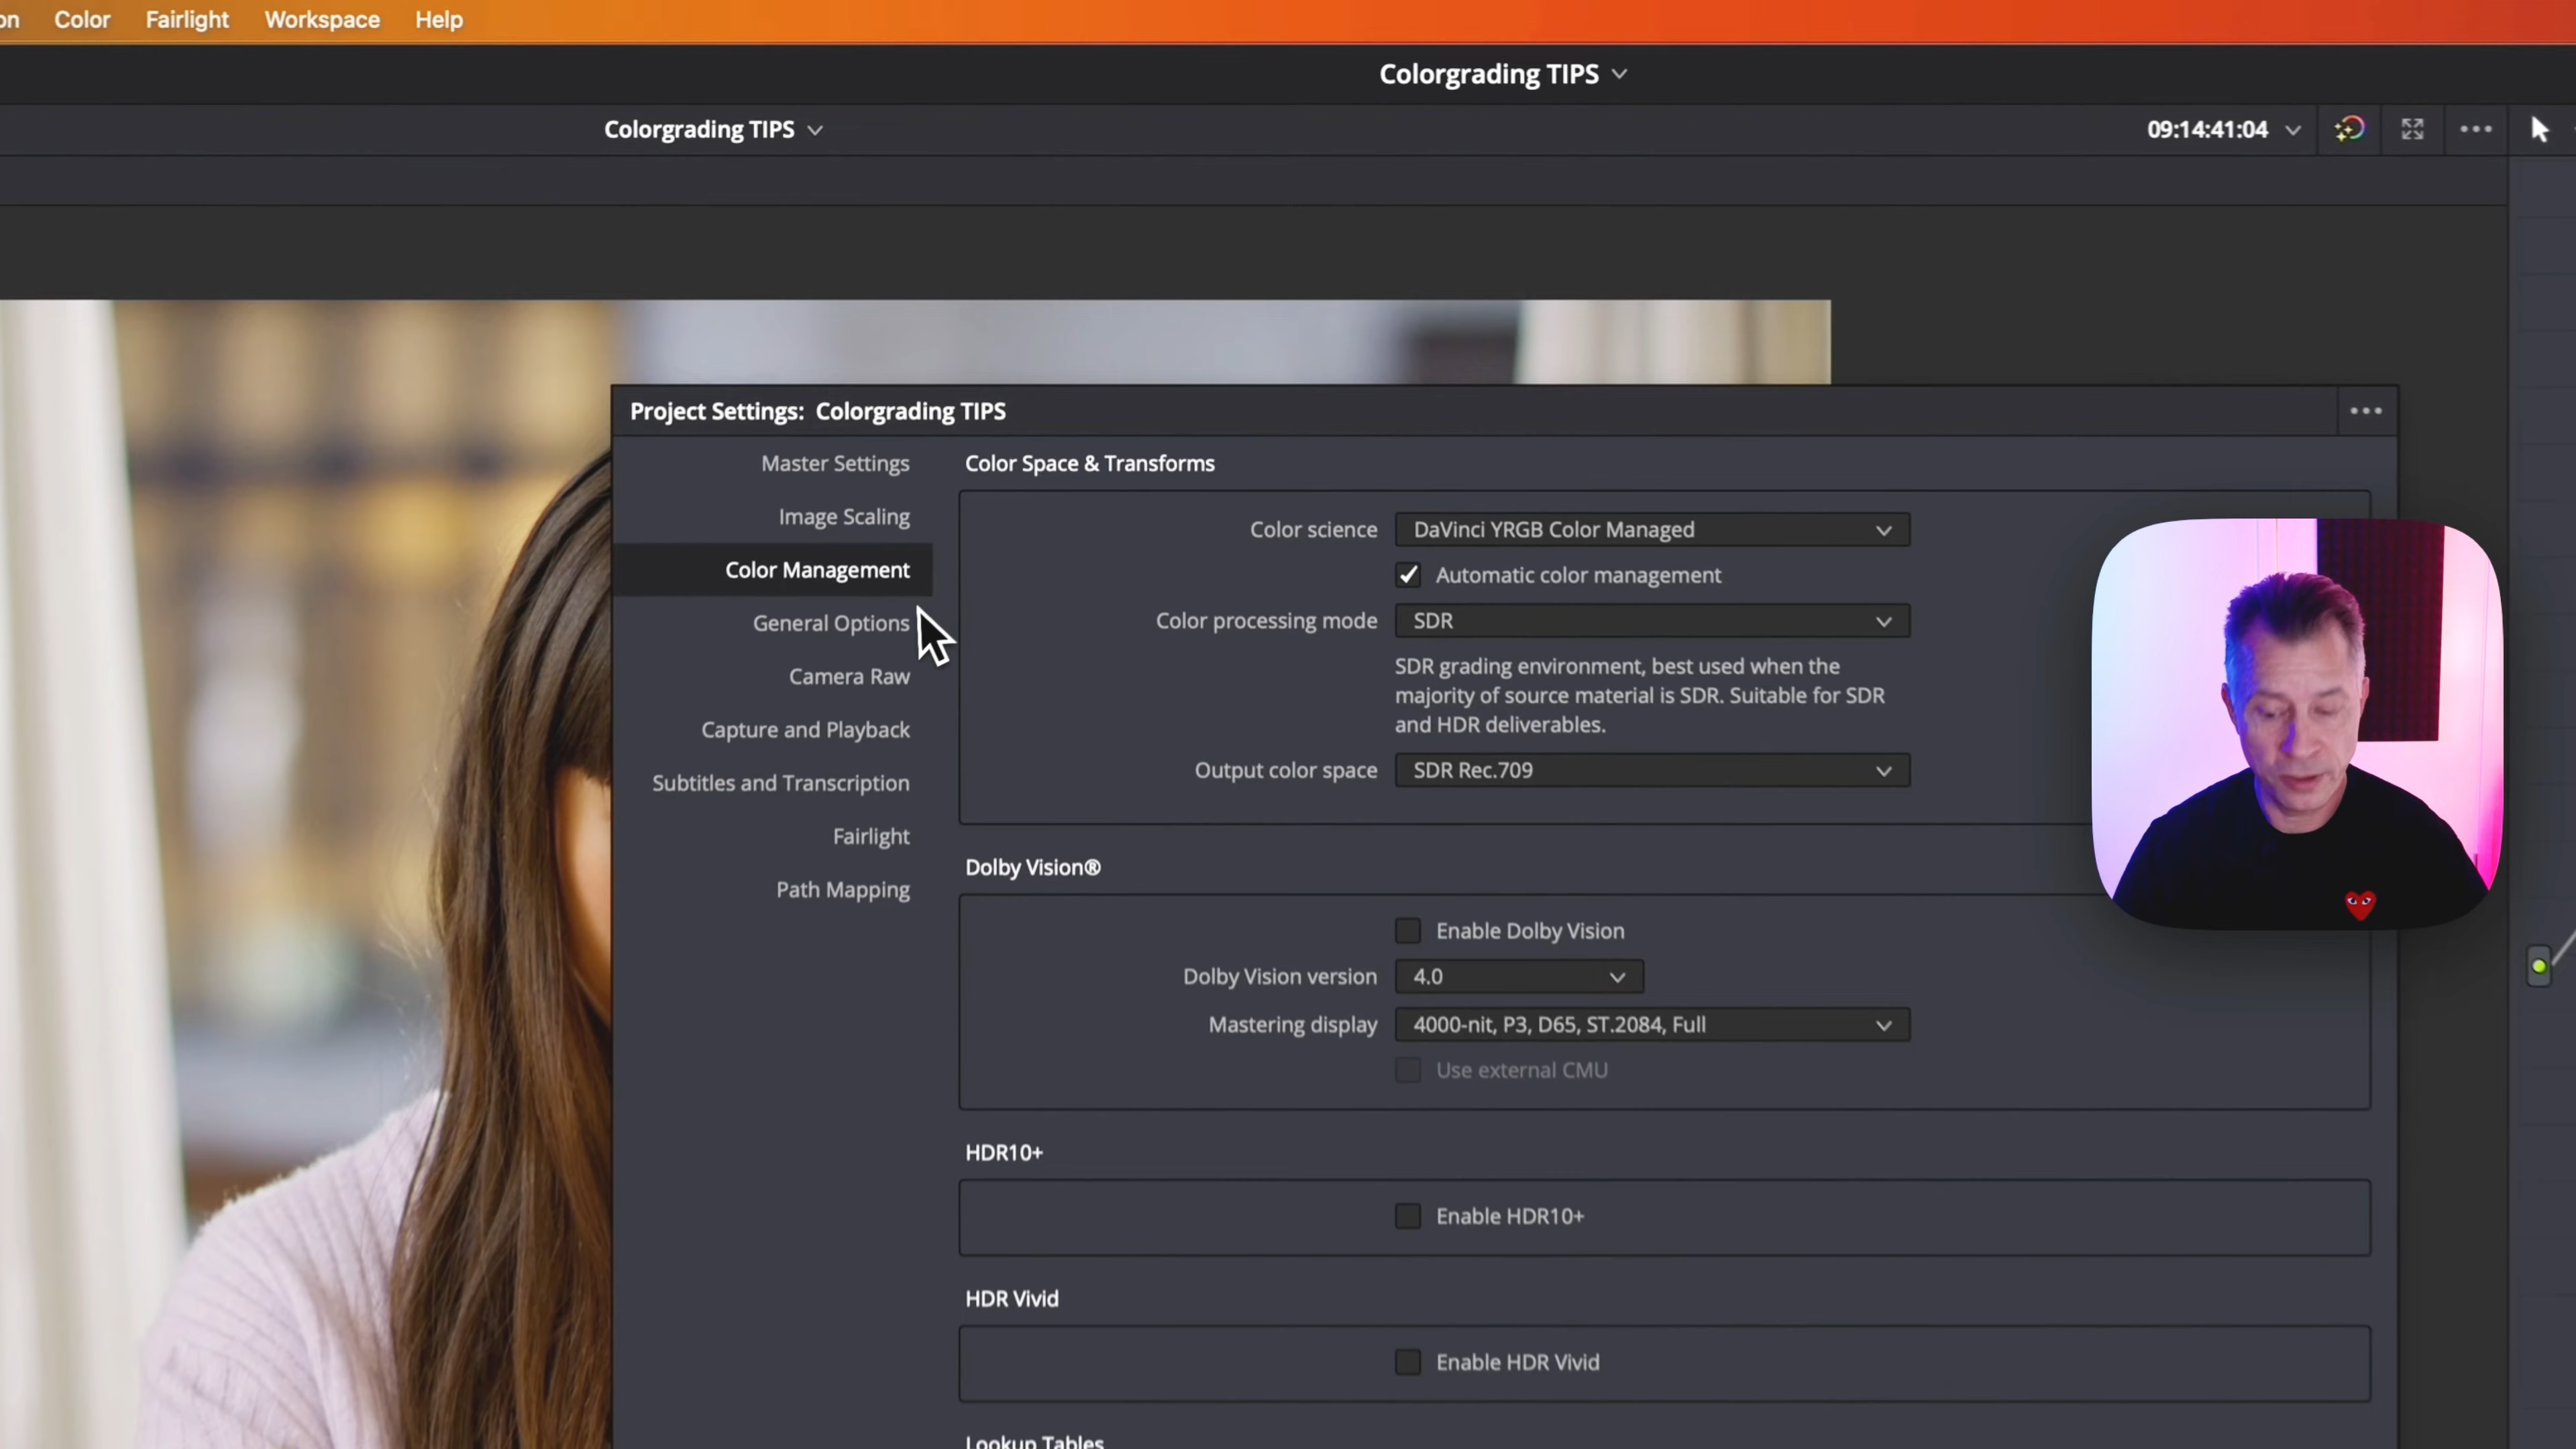 Color Fairlight Workspace Help
Colorgrading TIPS
Colorgrading TIPS
09:14:41:04
Project Settings: Colorgrading TIPS
Master Settings
Image Scaling
Color Management
General Options
Camera Raw
Capture and Playback
Subtitles and Transcription
Fairlight
Path Mapping
Color Space & Transforms
Color science DaVinci YRGB Color Managed
Automatic color management
Color processing mode SDR
SDR grading environment, best used when the
majority of source material is SDR. Suitable for SDR
and HDR deliverables.
Output color space SDR Rec.709
Dolby Vision®
Enable Dolby Vision
Dolby Vision version 4.0
Mastering display 4000-nit, P3, D65, ST.2084, Full
Use external CMU
HDR10+
Enable HDR10+
HDR Vivid
Enable HDR Vivid
Lookup Tables